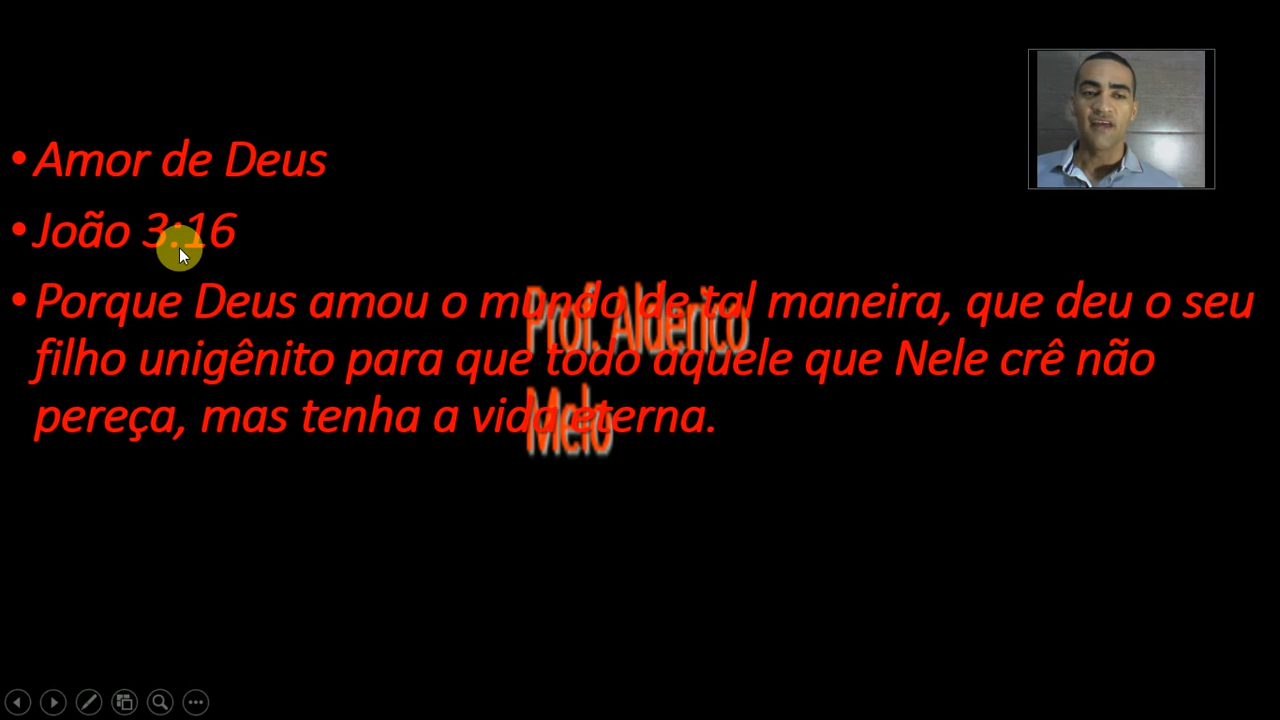 • Amor de Deus
• João 3:16
• Porque Deus amou o mundo de tal maneira, que deu o seu
filho unigênito para que todo aquele que Nele crê não
pereça, mas tenha a vida eterna.
Prof. Alderico
Melo